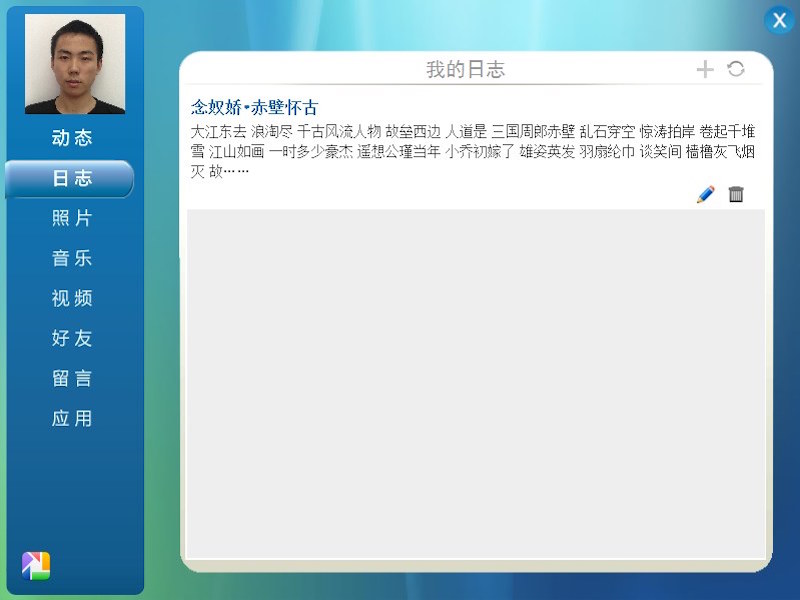 X
我的日志
动态
日志
照片
音乐
视频
好友
留言
应用
念奴娇•赤壁怀古
大江东去 浪淘尽 千古风流人物 故垒西边 人道是 三国周郎赤壁 乱石穿空 惊涛拍岸 卷起千堆
雪 江山如画 一时多少豪杰 遥想公瑾当年 小乔初嫁了 雄姿英发 羽扇纶巾 谈笑间 樯橹灰飞烟
灭 故……